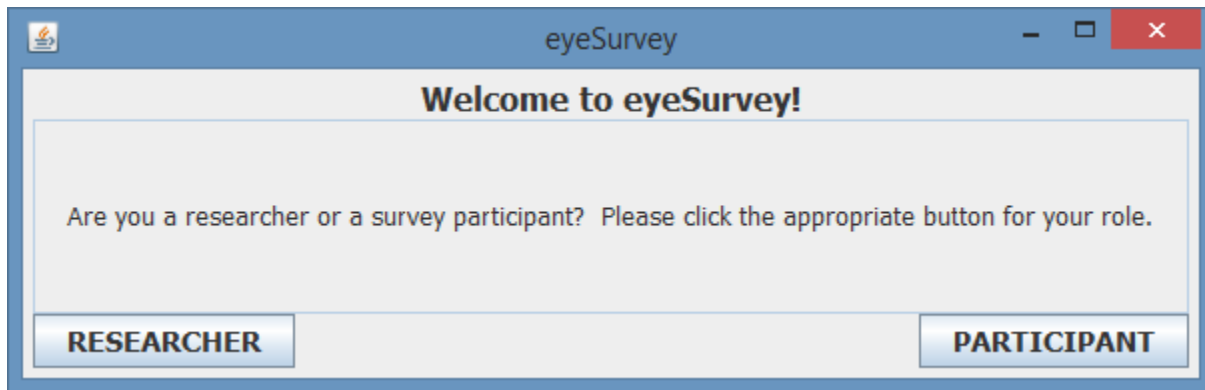 eyeSurvey
Welcome to eyeSurvey!
Are you a researcher or a survey participant?  Please click the appropriate button for your role.
RESEARCHER
PARTICIPANT